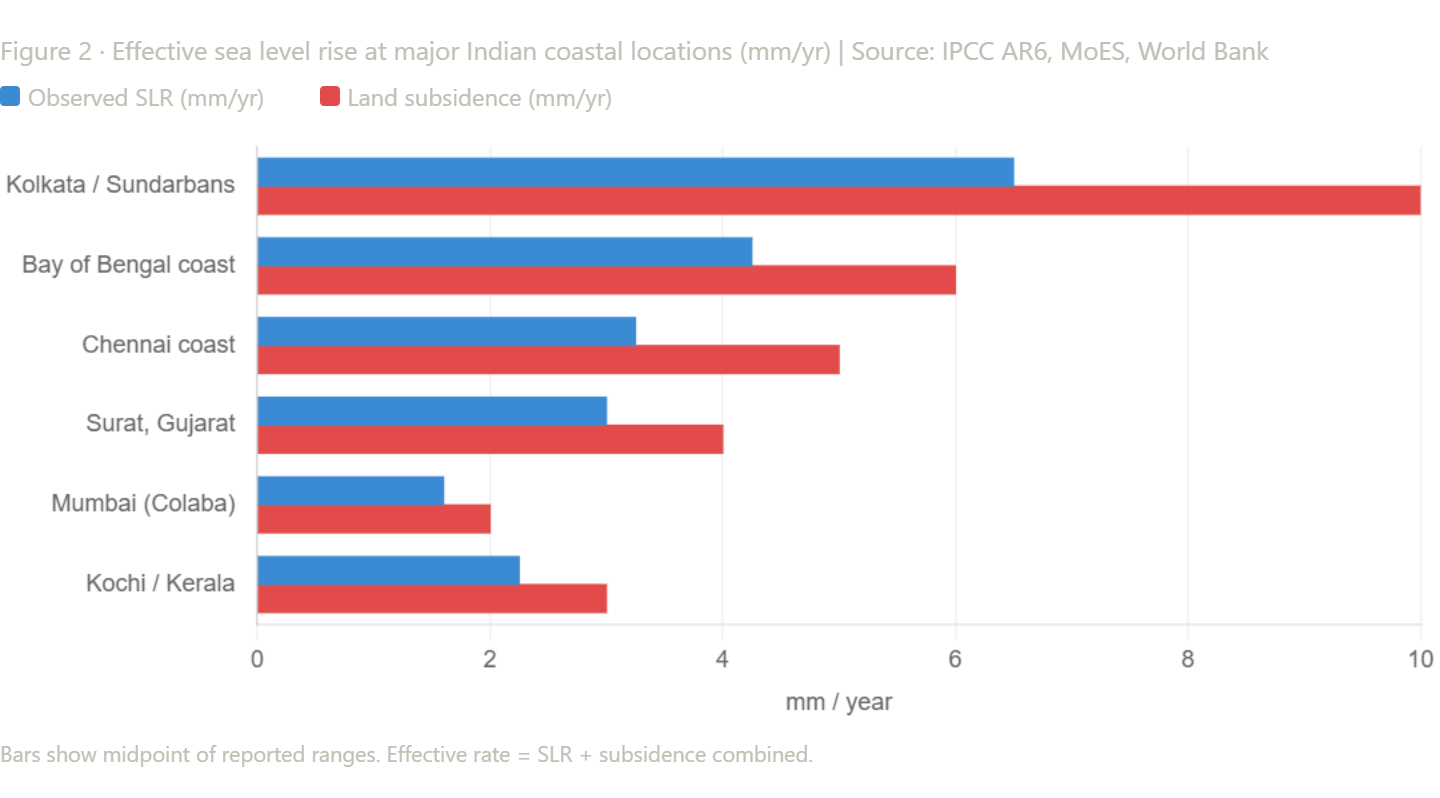 Figure 2 · Effective sea level rise at major Indian coastal locations (mm/yr) | Source: IPCC AR6, MoES, World Bank
Observed SLR (mm/yr) Land subsidence (mm/yr)
Kolkata / Sundarbans
Bay of Bengal coast
Chennai coast
Surat, Gujarat
Mumbai (Colaba)
Kochi / Kerala
0 2 4 6 8 10
mm / year
Bars show midpoint of reported ranges. Effective rate = SLR + subsidence combined.